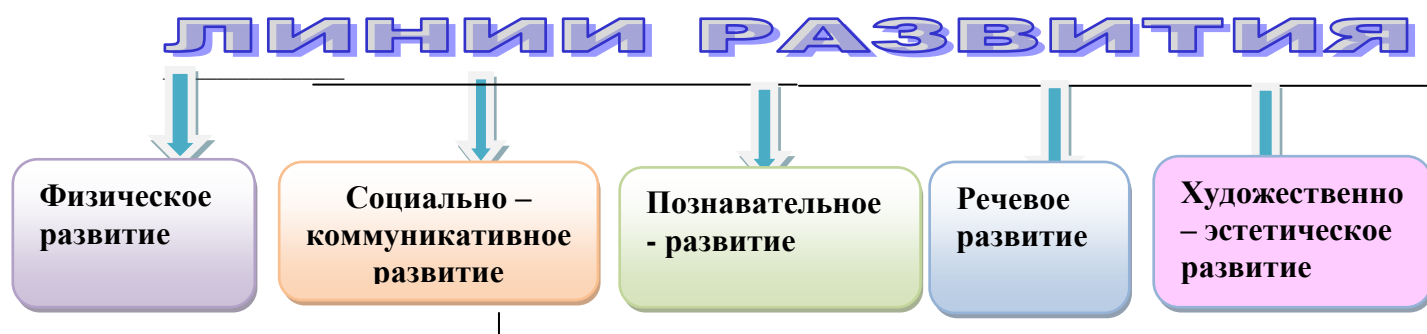 ЛИНИИ РАЗВИТИЯ
Физическое
развитие
Социально –
коммуникативное
развитие
Познавательное
- развитие
Речевое
развитие
Художественно
– эстетическое
развитие